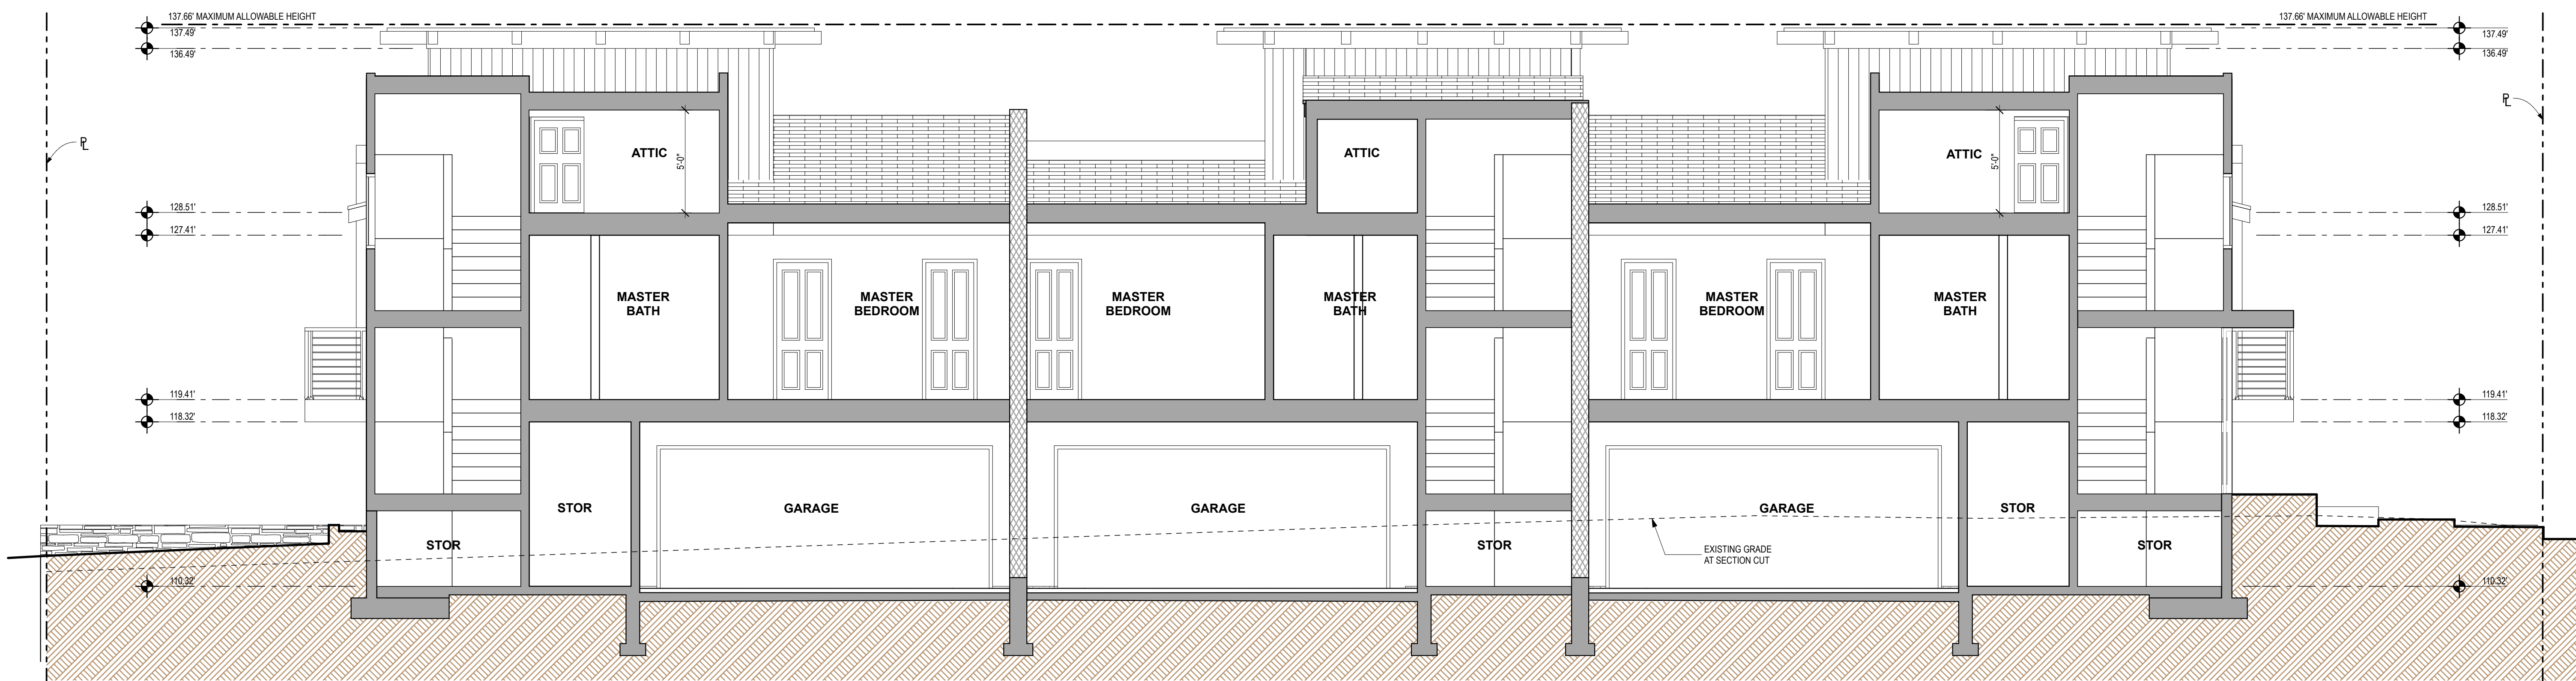 137.66' MAXIMUM ALLOWABLE HEIGHT
137.66' MAXIMUM ALLOWABLE HEIGHT
137.49'
137.49'
136.49'
136.49'
PL
PL
ATTIC
5'-0"
ATTIC
ATTIC
5'-0"
128.51'
128.51'
127.41'
127.41'
MASTER
BATH
MASTER
BEDROOM
MASTER
BEDROOM
MASTER
BATH
MASTER
BEDROOM
MASTER
BATH
119.41'
119.41'
118.32'
118.32'
STOR
GARAGE
GARAGE
GARAGE
STOR
STOR
STOR
STOR
EXISTING GRADE
AT SECTION CUT
110.32'
110.32'